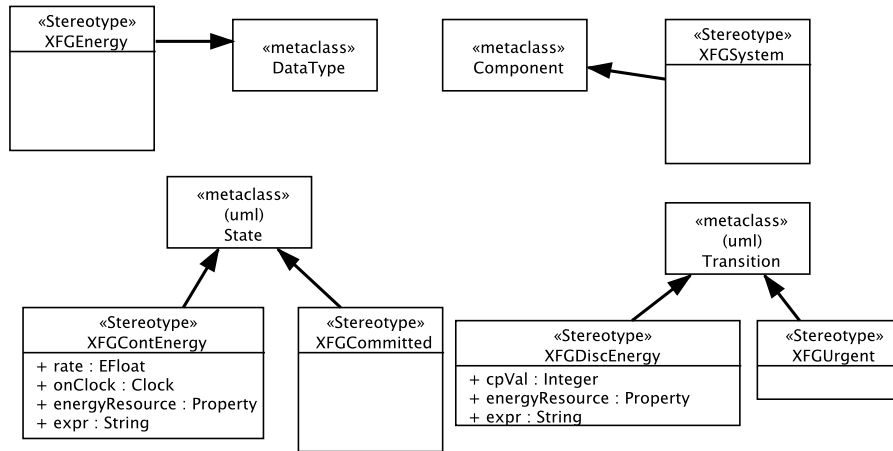 «Stereotype»
XFGEnergy
«metaclass»
DataType
«metaclass»
Component
«Stereotype»
XFGSystem
«metaclass»
(uml)
State
«metaclass»
(uml)
Transition
«Stereotype»
XFGContEnergy
+ rate : EFloat
+ onClock : Clock
+ energyResource : Property
+ expr : String
«Stereotype»
XFGCommitted
«Stereotype»
XFGDiscEnergy
+ cpVal : Integer
+ energyResource : Property
+ expr : String
«Stereotype»
XFGUrgent